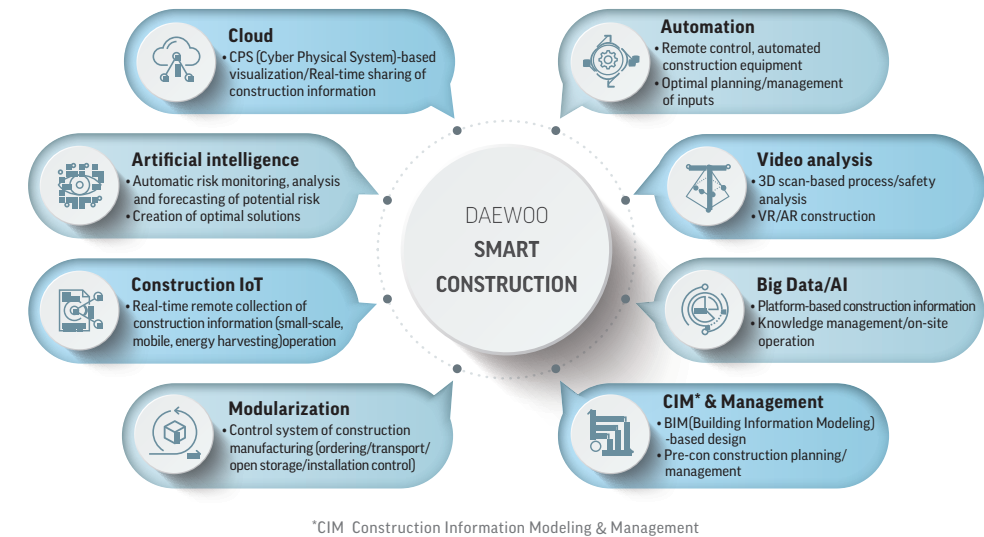 Cloud
• CPS (Cyber Physical System)-based
visualization/Real-time sharing of
construction information
Automation
• Remote control, automated
construction equipment
• Optimal planning/management
of inputs
Artificial intelligence
• Automatic risk monitoring, analysis
and forecasting of potential risk
• Creation of optimal solutions
Video analysis
• 3D scan-based process/safety
analysis
• VR/AR construction
DAEWOO
SMART
CONSTRUCTION
Construction IoT
• Real-time remote collection of
construction information (small-scale,
mobile, energy harvesting)operation
Big Data/AI
• Platform-based construction information
• Knowledge management/on-site
operation
Modularization
• Control system of construction
manufacturing (ordering/transport/
open storage/installation control)
CIM* & Management
• BIM(Building Information Modeling)
-based design
• Pre-con construction planning/
management
*CIM Construction Information Modeling & Management